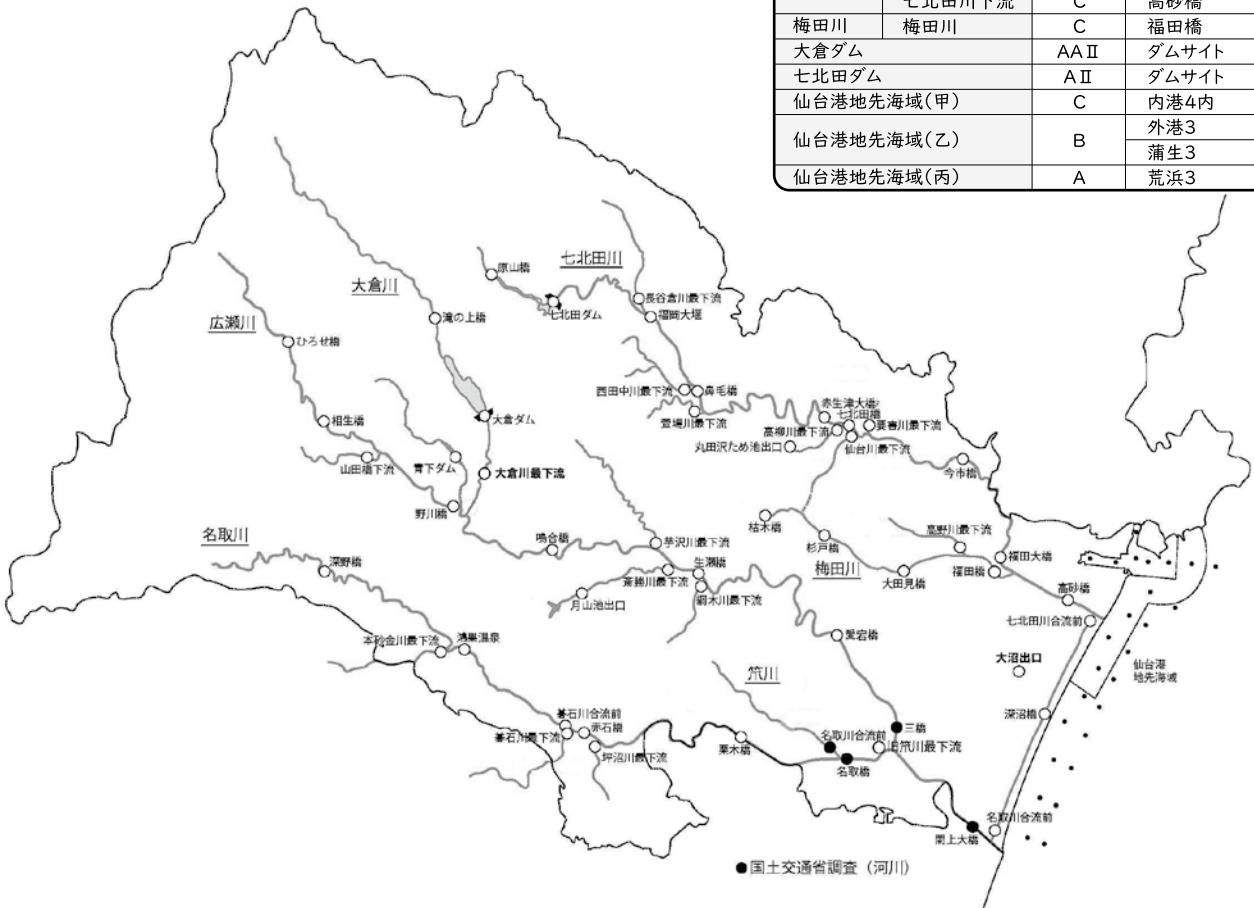 七北田川下流 C 高砂橋
梅田川 梅田川 C 福田橋
大倉ダム AAⅡ ダムサイト
七北田ダム AⅡ ダムサイト
仙台港地先海域(甲) C 内港4内
仙台港地先海域(乙) B 外港3
蒲生3
仙台港地先海域(丙) A 荒浜3
七北田川
原山橋
七北田ダム
長谷倉川最下流
福岡大堰
大倉川
滝の上橋
広瀬川
ひろせ橋
西田中川最下流
鼻毛橋
萱場川最下流
赤生津大橋
七北田橋
要害川最下流
高柳川最下流
仙台川最下流
丸田沢ため池出口
今市橋
大倉ダム
相生橋
山田橋下流
青下ダム
大倉川最下流
野川橋
枯木橋
高野川最下流
杉戸橋
梅田川
大田見橋
福田大橋
福田橋
高砂橋
七北田川合流前
名取川
深野橋
鳴合橋
芋沢川最下流
生瀬橋
斎勝川最下流
月山池出口
綱木川最下流
愛宕橋
大沼出口
仙台港
地先海域
本砂金川最下流
鴻巣温泉
笊川
深沼橋
碁石川合流前
赤石橋
碁石川最下流
坪沼川最下流
栗木橋
名取川合流前
三橋
旧笊川最下流
名取橋
名取川合流前
閖上大橋
●国土交通省調査（河川）